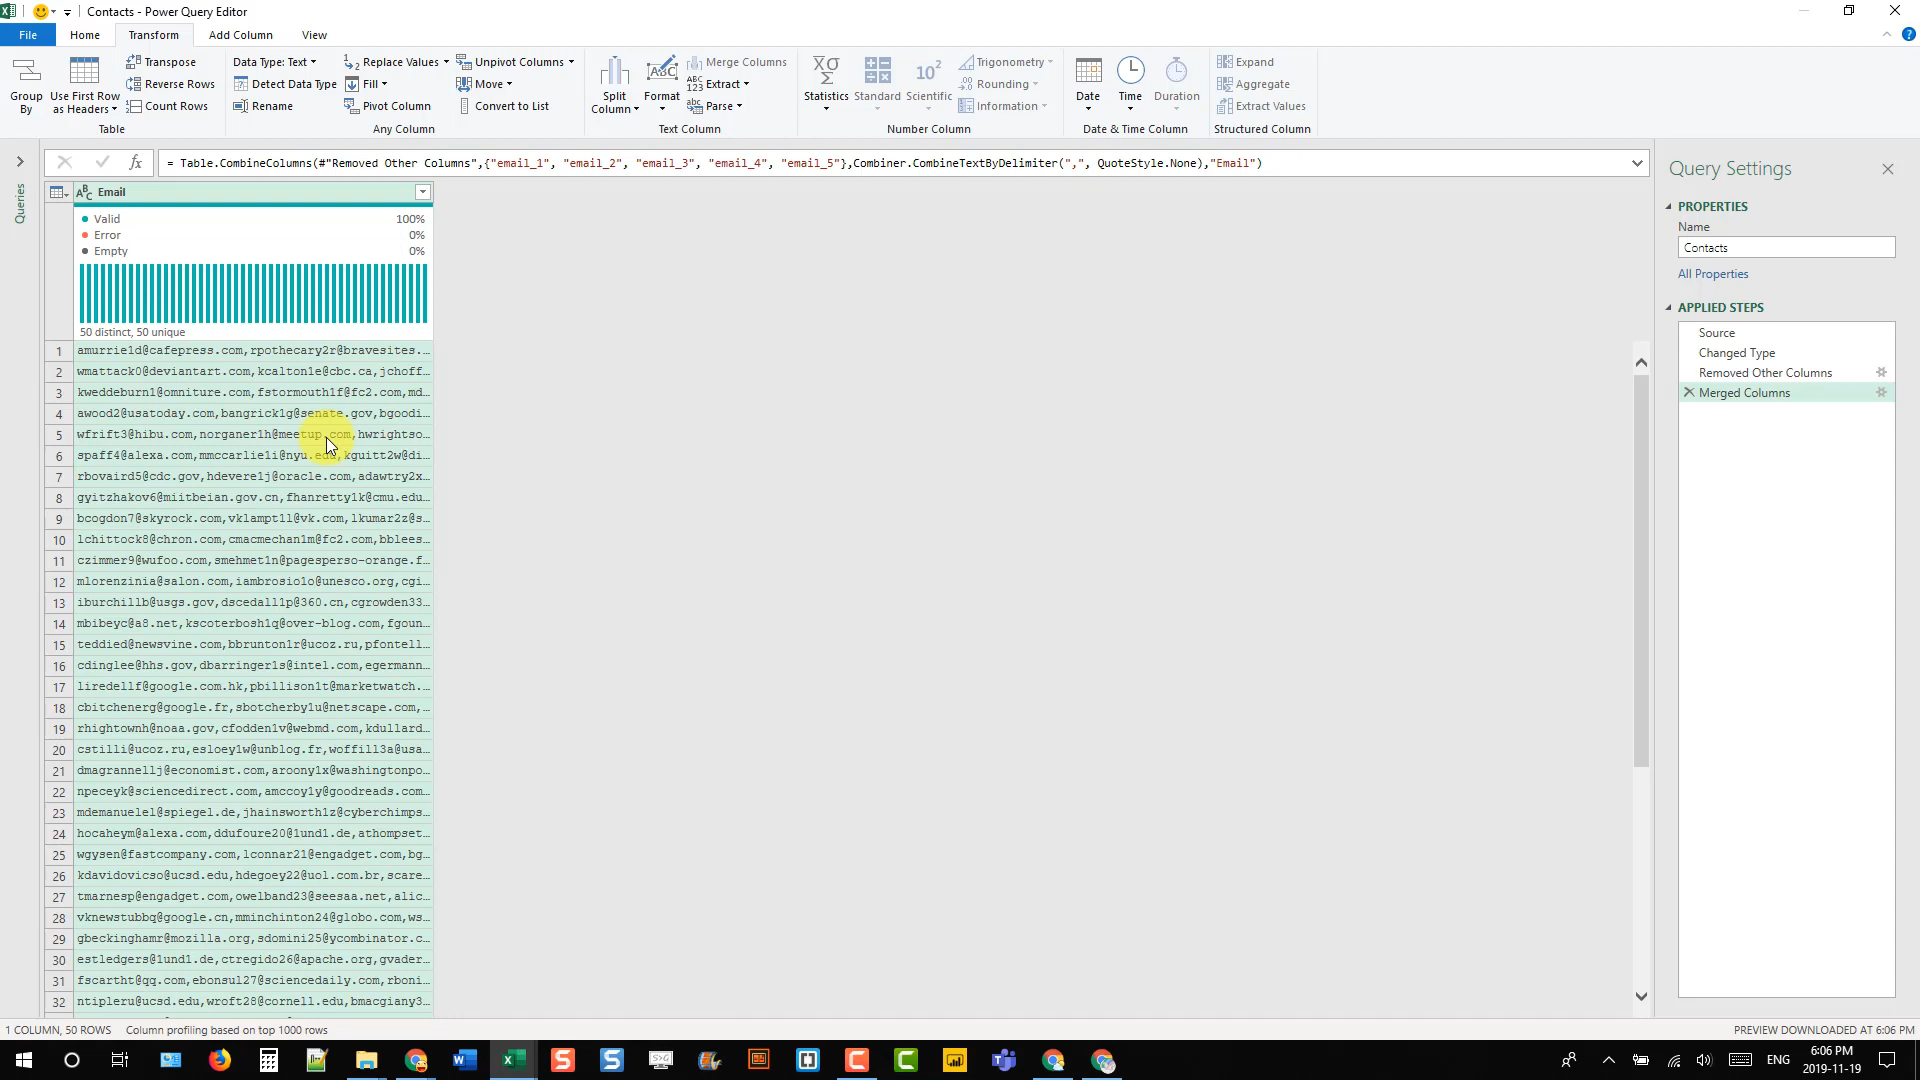 Contacts - Power Query Editor
File Home Transform Add Column View
Group By
Use First Row as Headers
Transpose
Reverse Rows
Count Rows
Table
Data Type: Text
Detect Data Type
Rename
Replace Values
Fill
Pivot Column
Unpivot Columns
Move
Convert to List
Any Column
Split Column
Format
Merge Columns
Extract
Parse
Text Column
Statistics
Standard
Scientific
Trigonometry
Rounding
Information
Number Column
Date
Time
Duration
Date & Time Column
Expand
Aggregate
Extract Values
Structured Column
= Table.CombineColumns(#"Removed Other Columns",{"email_1", "email_2", "email_3", "email_4", "email_5"},Combiner.CombineTextByDelimiter(",", QuoteStyle.None),"Email")
Queries
Email
Valid 100%
Error 0%
Empty 0%
50 distinct, 50 unique
1 amurrie1d@cafepress.com,rpothecary2r@bravesites....
2 wmattack0@deviantart.com,kcalton1e@cbc.ca,jchoff...
3 kweddeburn1@omniture.com,fstormouth1f@fc2.com,md...
4 awood2@usatoday.com,bangrick1g@senate.gov,bgoodi...
5 wfrift3@hibu.com,norganer1h@meetup.com,hwrightso...
6 spaff4@alexa.com,mmccarlie1i@nyu.edu,kguitt2w@di...
7 rbovaird5@cdc.gov,hdevere1j@oracle.com,adawtry2x...
8 gyitzhakov6@miitbeian.gov.cn,fhanretty1k@cmu.edu...
9 bcogdon7@skyrock.com,vklampt1l@vk.com,lkumar2z@s...
10 lchittock8@chron.com,cmacmechan1m@fc2.com,bblees...
11 czimmer9@wufoo.com,smehmet1n@pagesperso-orange.f...
12 mlorenzinia@salon.com,iambrosio1o@unesco.org,cgi...
13 iburchillb@usgs.gov,dscedall1p@360.cn,cgrowden33...
14 mbibeyc@a8.net,kscoterbosh1q@over-blog.com,fgoun...
15 teddied@newsvine.com,bbrunton1r@ucoz.ru,pfontell...
16 cdinglee@hhs.gov,dbarringer1s@intel.com,egermann...
17 liredellf@google.com.hk,pbillison1t@marketwatch....
18 cbitchenerg@google.fr,sbotcherby1u@netscape.com,...
19 rhightownh@noaa.gov,cfodden1v@webmd.com,kdullard...
20 cstilli@ucoz.ru,esloey1w@unblog.fr,woffill3a@usa...
21 dmagrannellj@economist.com,aroony1x@washingtonpo...
22 npeceyk@sciencedirect.com,amccoy1y@goodreads.com...
23 mdemanuelel@spiegel.de,jhainsworth1z@cyberchimps...
24 hocaheym@alexa.com,ddufoure20@1und1.de,athompset...
25 wgysen@fastcompany.com,lconnar21@engadget.com,bg...
26 kdavidovicso@ucsd.edu,hdegoey22@uol.com.br,scare...
27 tmarnesp@engadget.com,owelband23@seesaa.net,alic...
28 vknewstubbq@google.cn,mminchinton24@globo.com,ws...
29 gbeckinghamr@mozilla.org,sdomini25@ycombinator.c...
30 estledgers@1und1.de,ctregido26@apache.org,gvader...
31 fscartht@qq.com,ebonsul27@sciencedaily.com,rboni...
32 ntipleru@ucsd.edu,wroft28@cornell.edu,bmacgiany3...
Query Settings
PROPERTIES
Name
Contacts
All Properties
APPLIED STEPS
Source
Changed Type
Removed Other Columns
Merged Columns
1 COLUMN, 50 ROWS Column profiling based on top 1000 rows
PREVIEW DOWNLOADED AT 6:06 PM
ENG
6:06 PM
2019-11-19